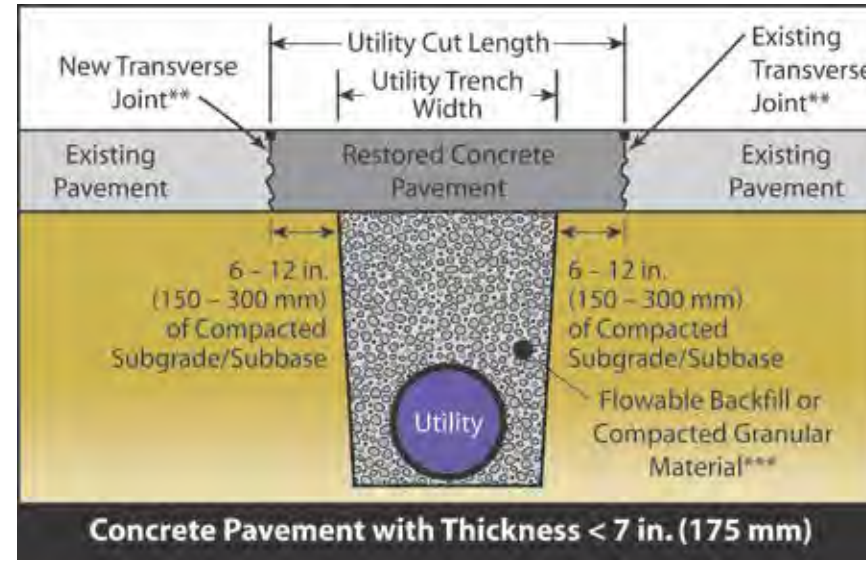 Utility Cut Length
Utility Trench
Width
New Transverse
Joint**
Existing
Transverse
Joint**
Existing
Pavement
Restored Concrete
Pavement
Existing
Pavement
6 – 12 in.
(150 – 300 mm)
of Compacted
Subgrade/Subbase
6 – 12 in.
(150 – 300 mm)
of Compacted
Subgrade/Subbase
Utility
Flowable Backfill or
Compacted Granular
Material***
Concrete Pavement with Thickness < 7 in. (175 mm)